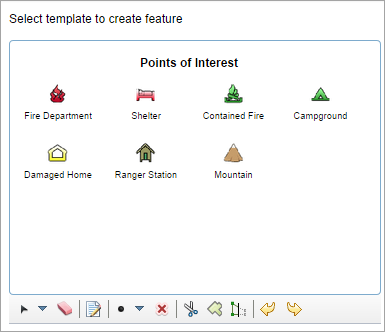 Select template to create feature
Points of Interest
Fire Department Shelter Contained Fire Campground
Damaged Home Ranger Station Mountain